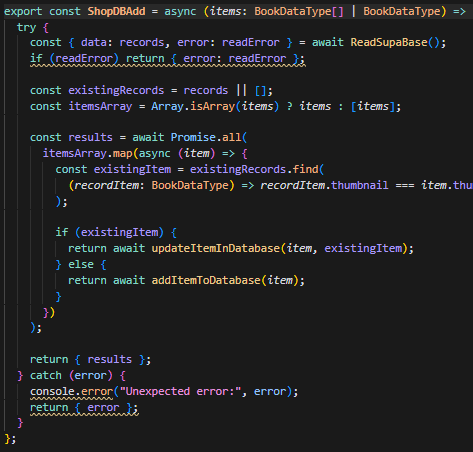 export const ShopDBAdd = async (items: BookDataType[] | BookDataType) =>
  try {
    const { data: records, error: readError } = await ReadSupaBase();
    if (readError) return { error: readError };

    const existingRecords = records || [];
    const itemsArray = Array.isArray(items) ? items : [items];

    const results = await Promise.all(
      itemsArray.map(async (item) => {
        const existingItem = existingRecords.find(
          (recordItem: BookDataType) => recordItem.thumbnail === item.thu
        );

        if (existingItem) {
          return await updateItemInDatabase(item, existingItem);
        } else {
          return await addItemToDatabase(item);
        }
      })
    );

    return { results };
  } catch (error) {
    console.error("Unexpected error:", error);
    return { error };
  }
};